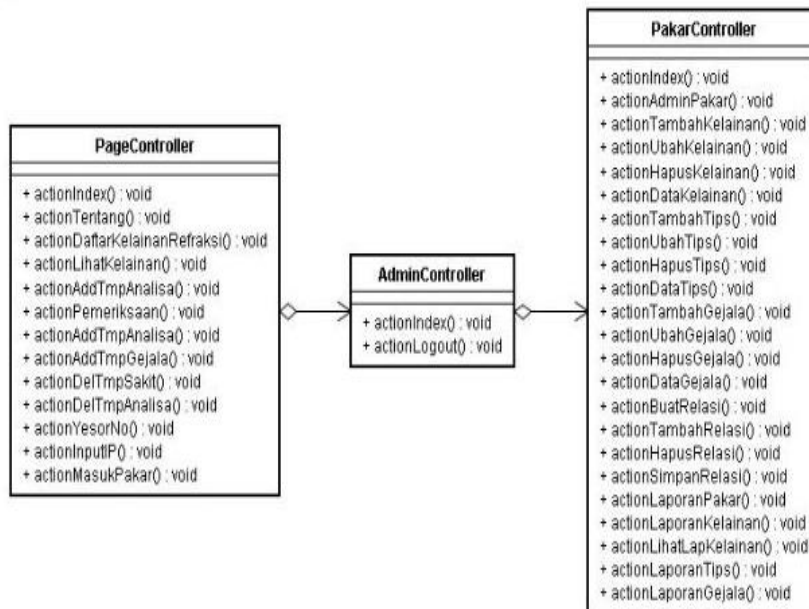 PageController
+ actionIndex() : void
+ actionTentang() : void
+ actionDaftarKelainanRefraksi() : void
+ actionLihatKelainan() : void
+ actionAddTmpAnalisa() : void
+ actionPemeriksaan() : void
+ actionAddTmpAnalisa() : void
+ actionAddTmpGejala() : void
+ actionDelTmpSakit() : void
+ actionDelTmpAnalisa() : void
+ actionYesorNo() : void
+ actionInputIP() : void
+ actionMasukPakar() : void
AdminController
+ actionIndex() : void
+ actionLogout() : void
PakarController
+ actionIndex() : void
+ actionAdminPakar() : void
+ actionTambahKelainan() : void
+ actionUbahKelainan() : void
+ actionHapusKelainan() : void
+ actionDataKelainan() : void
+ actionTambahTips() : void
+ actionUbahTips() : void
+ actionHapusTips() : void
+ actionDataTips() : void
+ actionTambahGejala() : void
+ actionUbahGejala() : void
+ actionHapusGejala() : void
+ actionDataGejala() : void
+ actionBuatRelasi() : void
+ actionTambahRelasi() : void
+ actionHapusRelasi() : void
+ actionSimpanRelasi() : void
+ actionLaporanPakar() : void
+ actionLaporanKelainan() : void
+ actionLihatLapKelainan() : void
+ actionLaporanTips() : void
+ actionLaporanGejala() : void